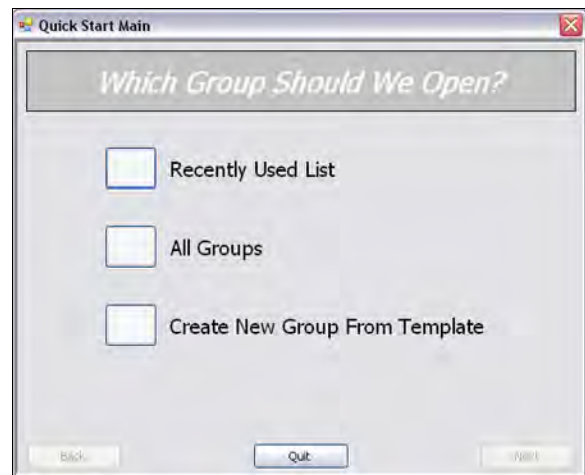 Quick Start Main
Which Group Should We Open?
Recently Used List
All Groups
Create New Group From Template
Back
Quit
Next